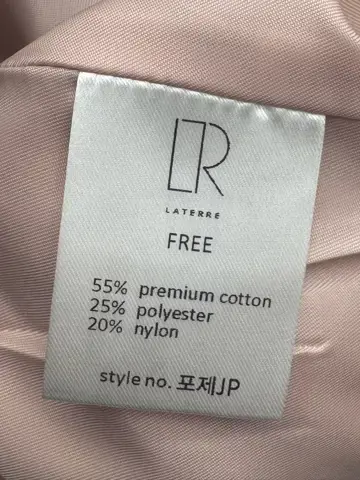 LR
LATERRE
FREE
55% premium cotton
25% polyester
20% nylon
style no. 포제JP